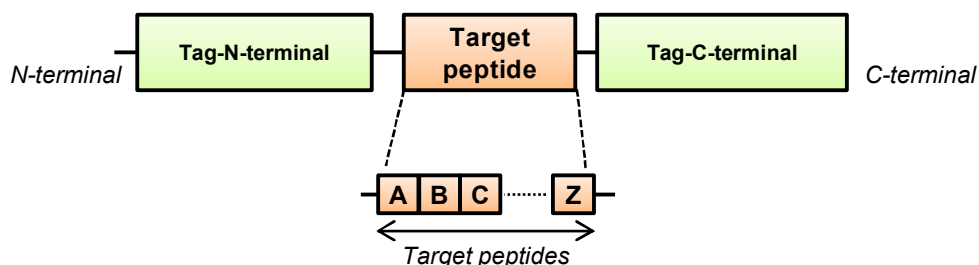 Tag-N-terminal
Target
peptide
Tag-C-terminal
N-terminal
C-terminal
A B C Z
Target peptides